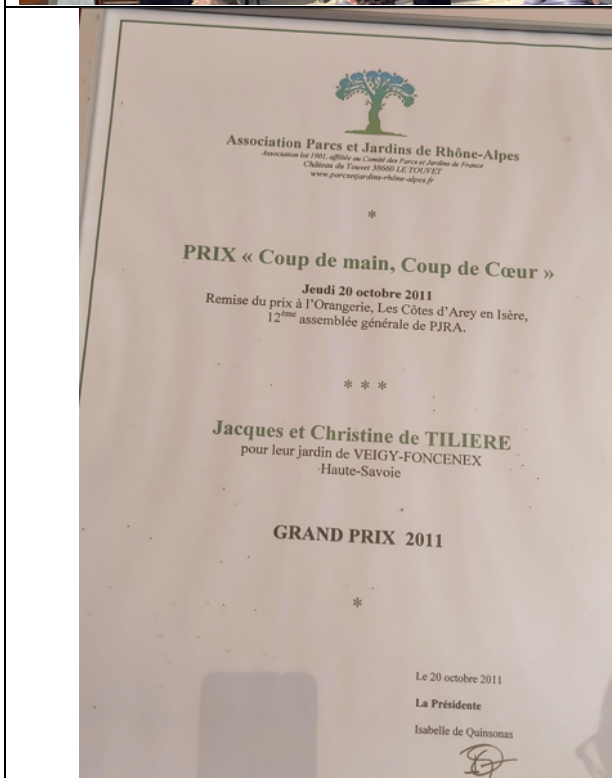 Association Parcs et Jardins de Rhône-Alpes
Association loi 1901, affiliée au Comité des Parcs et Jardins de France
Château du Touvet 38660 LE TOUVET
www.parcsetjardins-rhône-alpes.fr
*
PRIX « Coup de main, Coup de Cœur »
Jeudi 20 octobre 2011
Remise du prix à l'Orangerie, Les Côtes d'Arey en Isère,
12ème assemblée générale de PJRA.
* * *
Jacques et Christine de TILIERE
pour leur jardin de VEIGY-FONCENEX
Haute-Savoie
GRAND PRIX 2011
*
Le 20 octobre 2011
La Présidente
Isabelle de Quinsonas